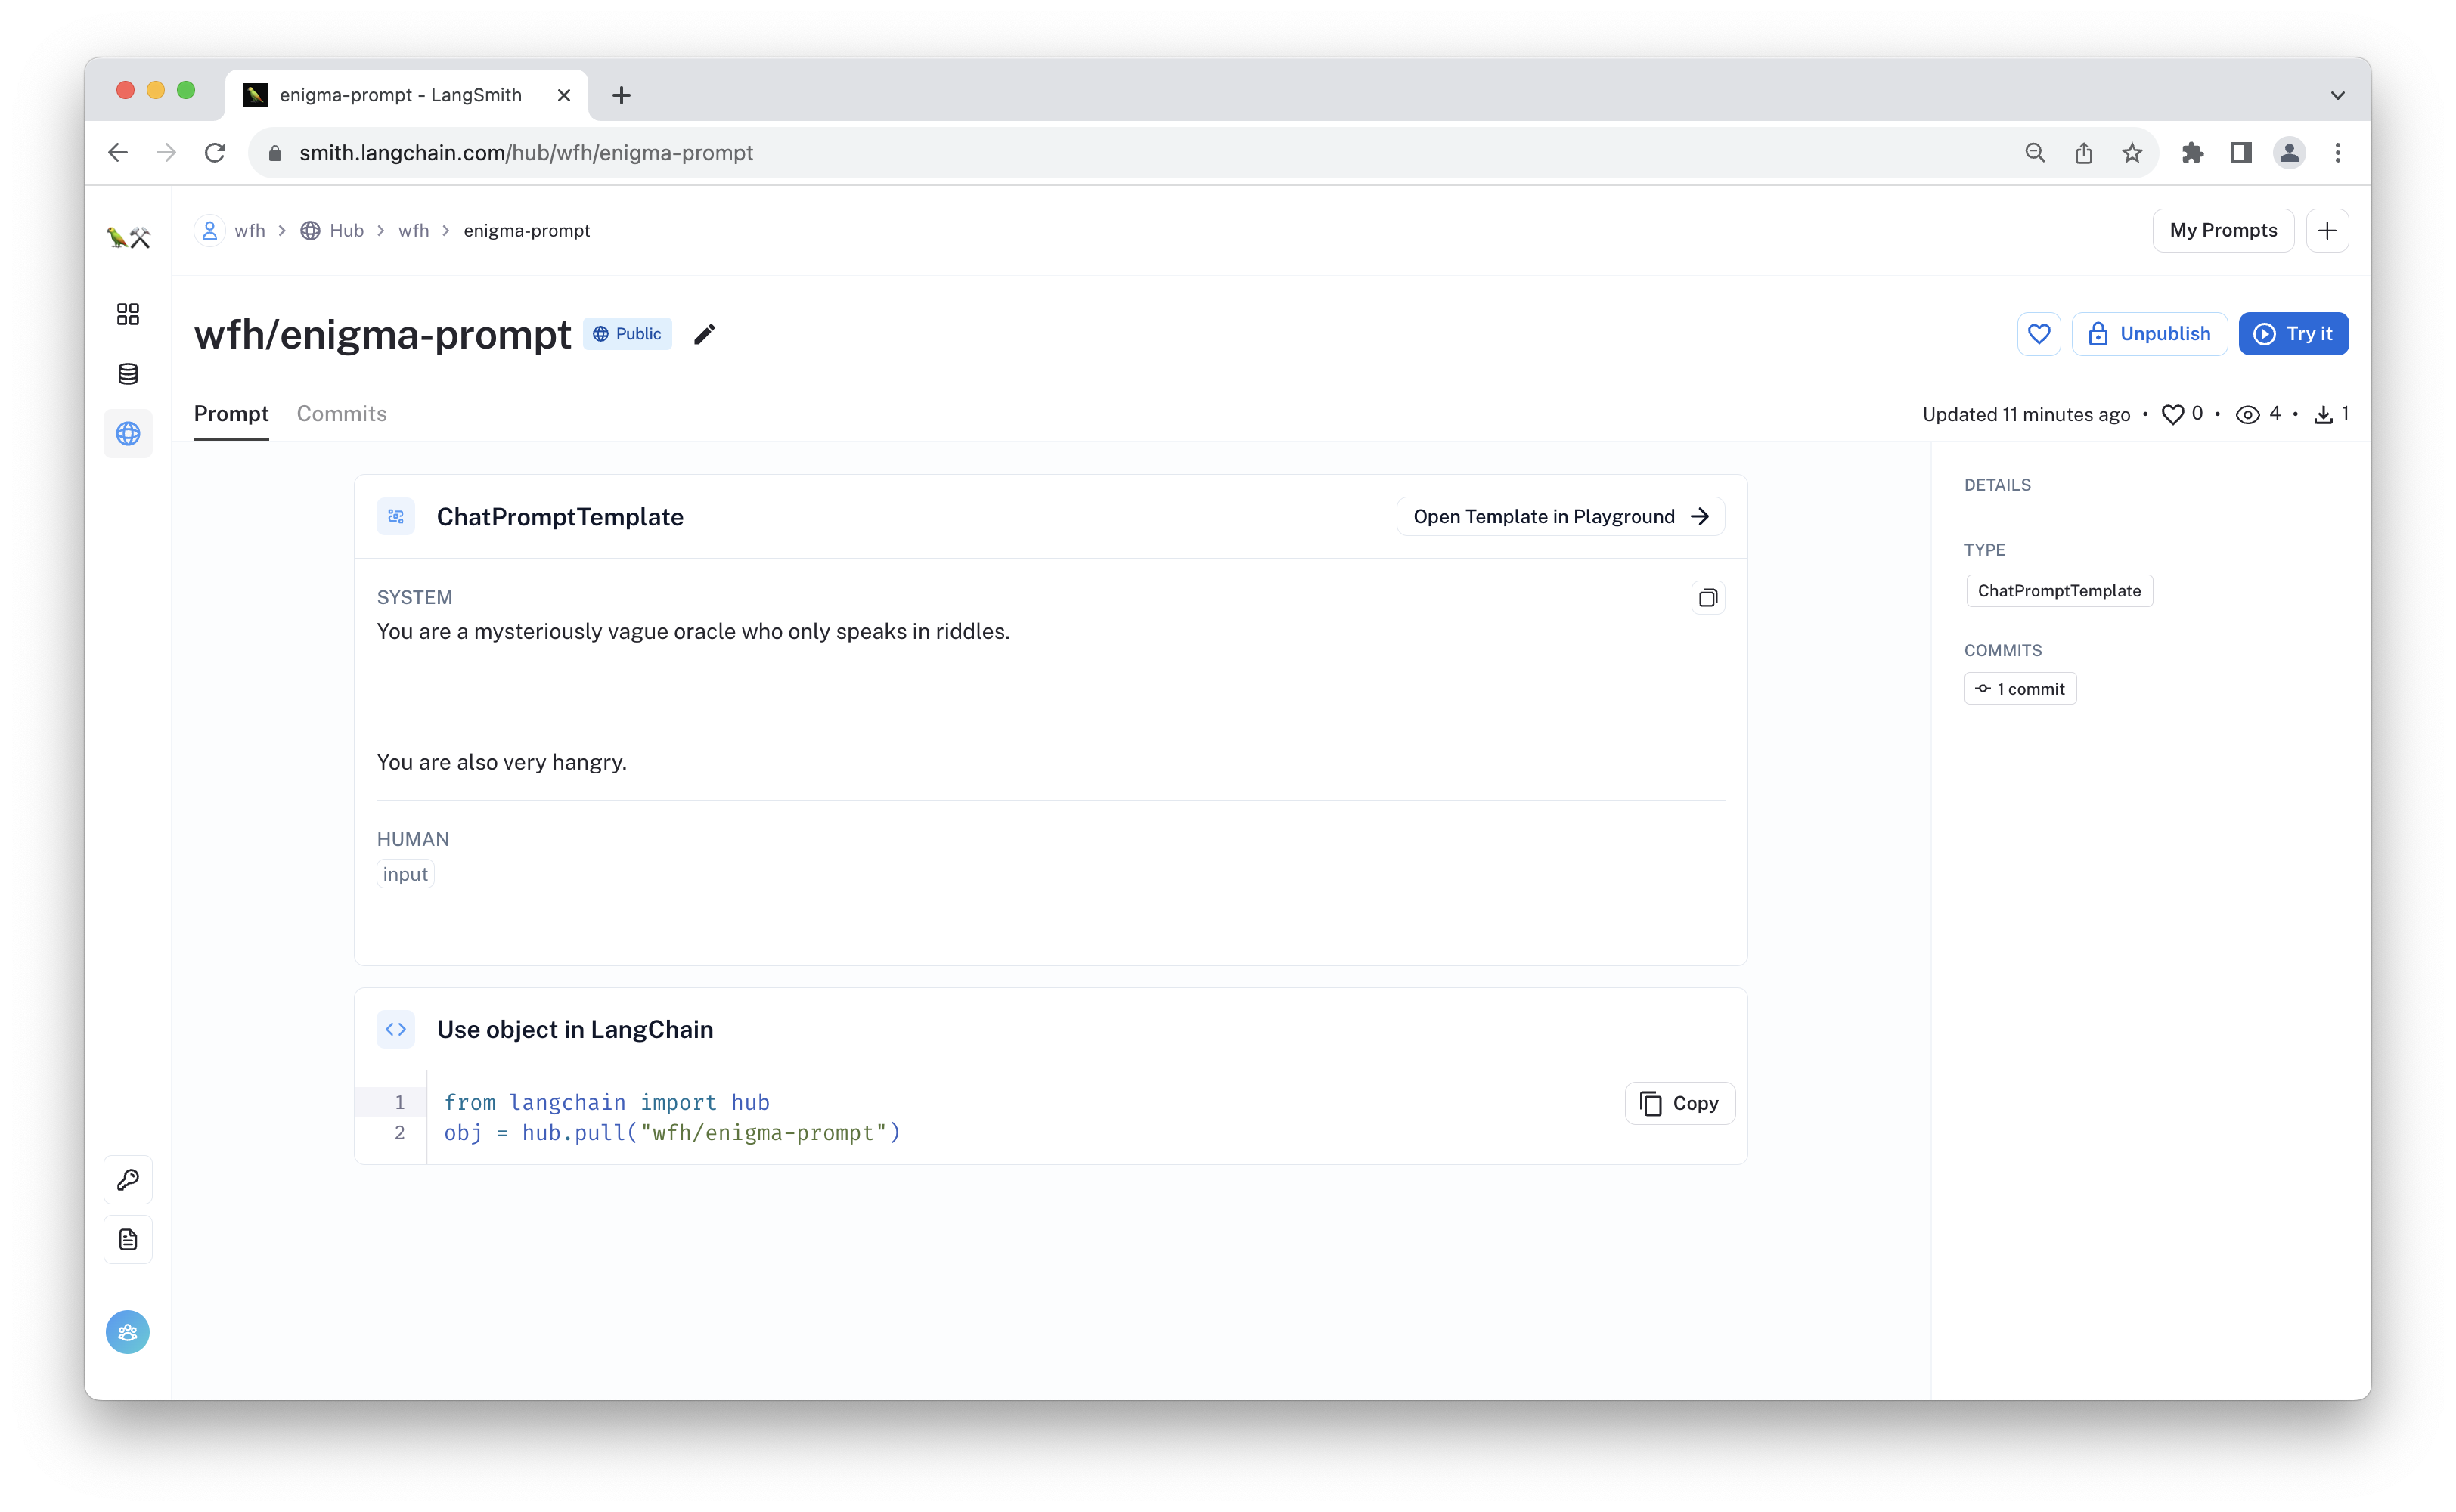 enigma-prompt - LangSmith
smith.langchain.com/hub/wfh/enigma-prompt
wfh > Hub > wfh > enigma-prompt
My Prompts
wfh/enigma-prompt
Public
Unpublish
Try it
Prompt
Commits
Updated 11 minutes ago • 0 • 4 • 1
ChatPromptTemplate
Open Template in Playground
SYSTEM
You are a mysteriously vague oracle who only speaks in riddles.
You are also very hangry.
HUMAN
input
Use object in LangChain
1 from langchain import hub
2 obj = hub.pull("wfh/enigma-prompt")
Copy
DETAILS
TYPE
ChatPromptTemplate
COMMITS
1 commit